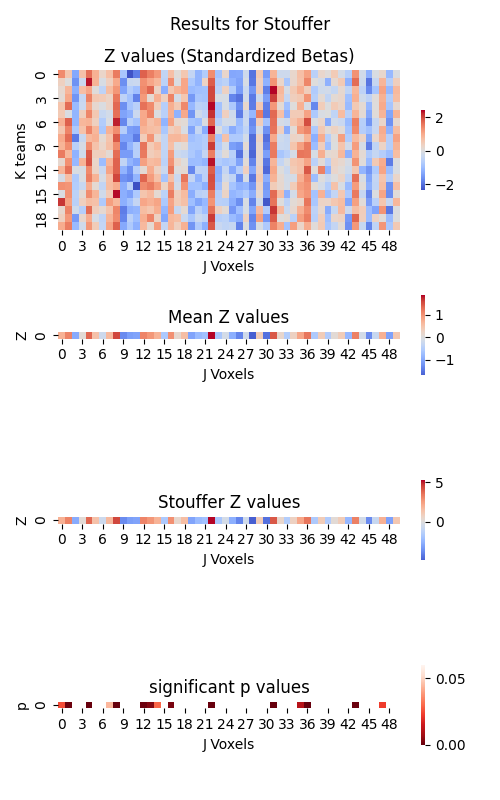 Results for Stouffer
Z values (Standardized Betas)
K teams
0
3
6
9
12
15
18
2
0
−2
0 3 6 9 12 15 18 21 24 27 30 33 36 39 42 45 48
J Voxels
Mean Z values
Z
0
1
0
−1
0 3 6 9 12 15 18 21 24 27 30 33 36 39 42 45 48
J Voxels
Stouffer Z values
Z
0
5
0
0 3 6 9 12 15 18 21 24 27 30 33 36 39 42 45 48
J Voxels
significant p values
p
0
0.05
0.00
0 3 6 9 12 15 18 21 24 27 30 33 36 39 42 45 48
J Voxels